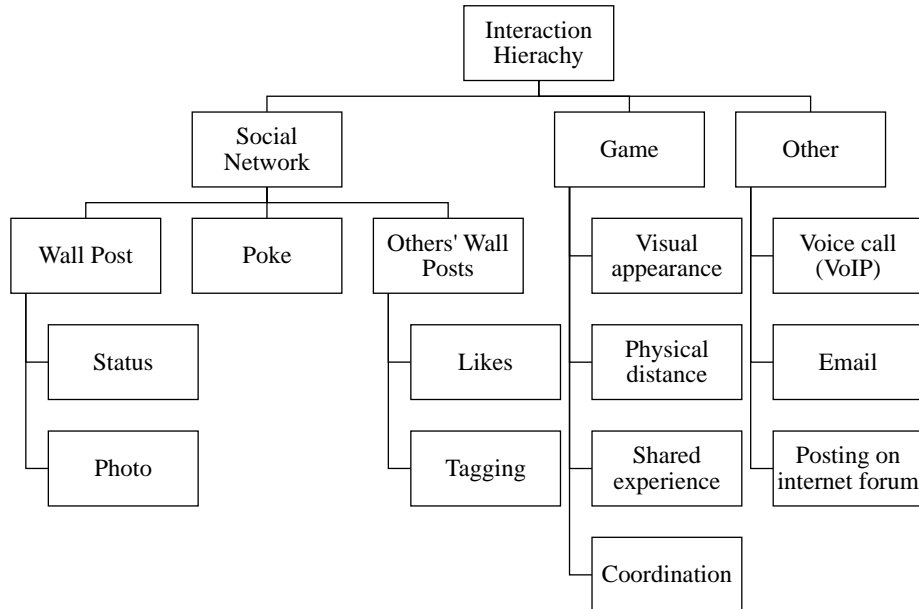 Interaction
Hierachy
Social
Network
Game
Other
Wall Post
Poke
Others' Wall
Posts
Visual
appearance
Voice call
(VoIP)
Status
Likes
Physical
distance
Email
Photo
Tagging
Shared
experience
Posting on
internet forum
Coordination